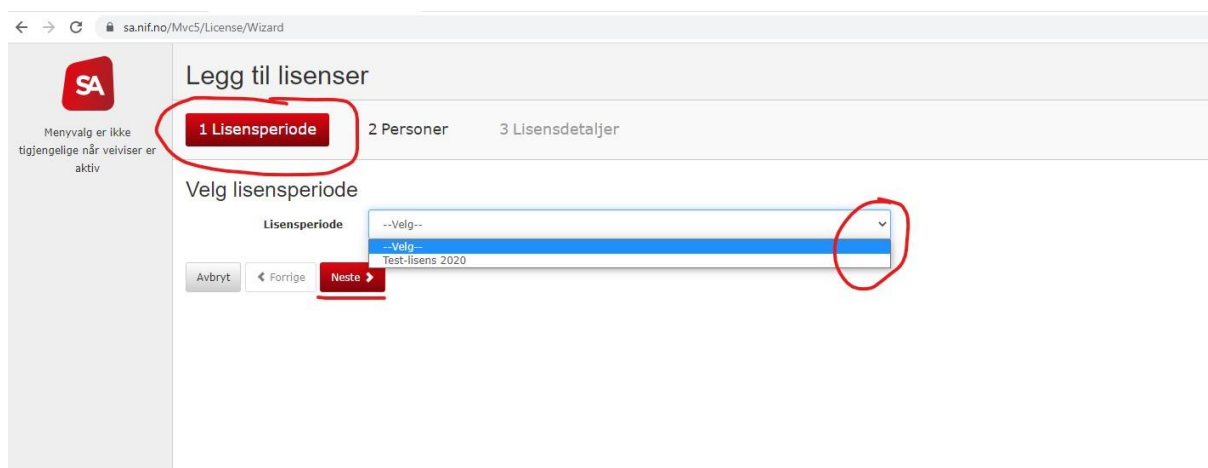 sa.nif.no/Mvc5/License/Wizard
SA
Menyvalg er ikke
tigjengelige når veiviser er
aktiv
Legg til lisenser
1 Lisensperiode 2 Personer 3 Lisensdetaljer
Velg lisensperiode
Lisensperiode --Velg--
--Velg--
Test-lisens 2020
Avbryt Forrige Neste